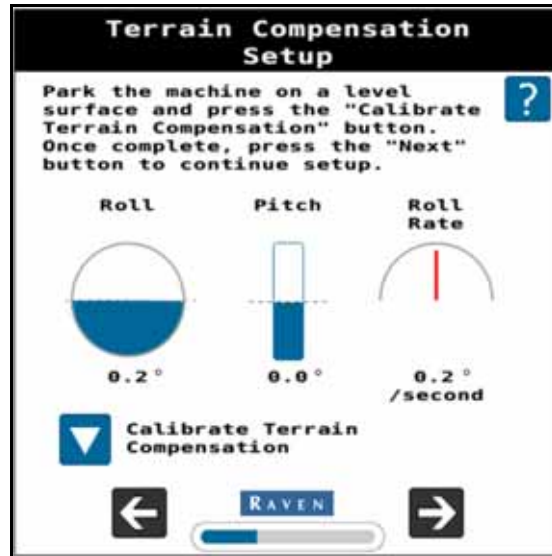 Terrain Compensation
Setup
Park the machine on a level
surface and press the "Calibrate
Terrain Compensation" button.
Once complete, press the "Next"
button to continue setup.
?
Roll
Pitch
Roll
Rate
0.2°
0.0°
0.2°
/second
Calibrate Terrain
Compensation
RAVEN